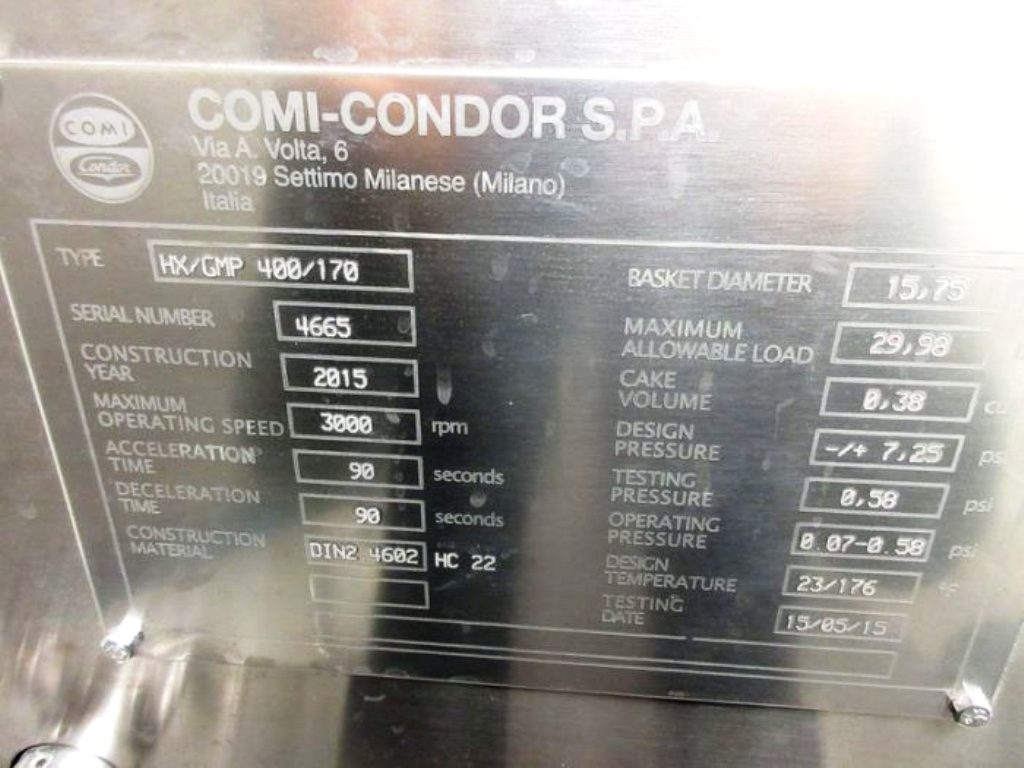 COMI
Condor
COMI-CONDOR S.P.A.
Via A. Volta, 6
20019 Settimo Milanese (Milano)
Italia
TYPE HX/GMP 400/170
SERIAL NUMBER 4665
CONSTRUCTION
YEAR 2015
MAXIMUM
OPERATING SPEED 3000 rpm
ACCELERATION
TIME 90 seconds
DECELERATION
TIME 90 seconds
CONSTRUCTION
MATERIAL DIN2.4602 HC 22
BASKET DIAMETER 15,75
MAXIMUM
ALLOWABLE LOAD 29,98
CAKE
VOLUME 0,38 cu
DESIGN
PRESSURE -/+ 7,25 psi
TESTING
PRESSURE 0,58 psi
OPERATING
PRESSURE 0.07-0.58 psi
DESIGN
TEMPERATURE 23/176 °F
TESTING
DATE 15/05/15